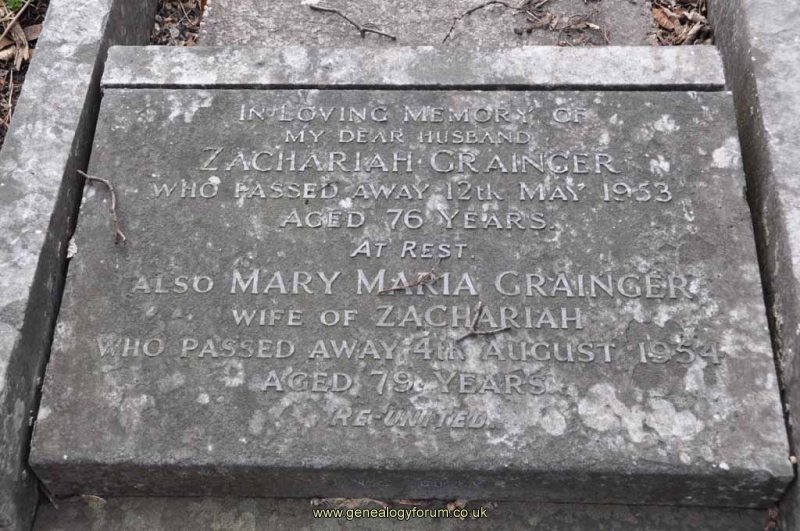 IN LOVING MEMORY OF
MY DEAR HUSBAND
ZACHARIAH GRAINGER
WHO PASSED AWAY 12TH MAY 1953
AGED 76 YEARS.
AT REST.
ALSO MARY MARIA GRAINGER
WIFE OF ZACHARIAH
WHO PASSED AWAY 4TH AUGUST 1954
AGED 79 YEARS.
RE-UNITED.
www.genealogyforum.co.uk